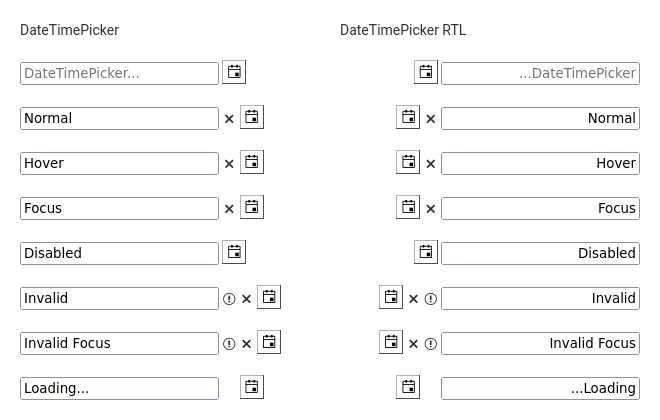 DateTimePicker
DateTimePicker RTL
DateTimePicker...
...DateTimePicker
Normal
Normal
Hover
Hover
Focus
Focus
Disabled
Disabled
Invalid
Invalid
Invalid Focus
Invalid Focus
Loading...
...Loading